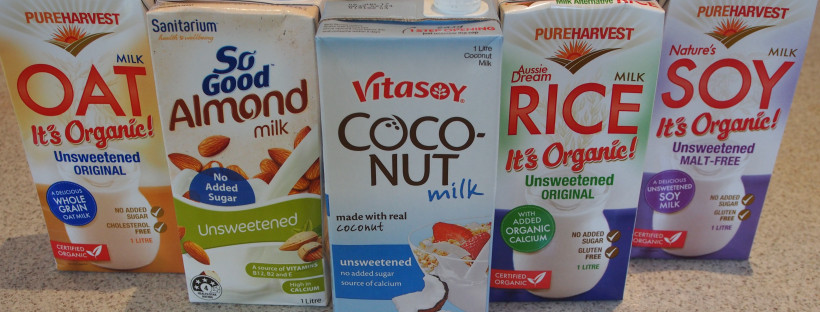 PUREHARVEST
MILK
OAT
It's Organic!
Unsweetened
ORIGINAL
A DELICIOUS
WHOLE
GRAIN
OAT MILK
NO ADDED
SUGAR
CHOLESTEROL
FREE
1 LITRE
CERTIFIED
ORGANIC
Sanitarium
health & wellbeing
So
Good
Almond
milk
No
Added
Sugar
Unsweetened
A source of VITAMINS
B12, B2 and E
High in
CALCIUM
1 Litre
1 Litre
Coconut
Milk
Vitasoy
COCO-
NUT
milk
made with real
coconut
unsweetened
no added sugar
source of calcium
Milk Alternative RICE
PUREHARVEST
Aussie
Dream
MILK
RICE
It's Organic!
Unsweetened
ORIGINAL
WITH
ADDED
ORGANIC
CALCIUM
NO ADDED
SUGAR
GLUTEN
FREE
1 LITRE
CERTIFIED
ORGANIC
PUREHARVEST
Nature's
MILK
SOY
It's Organic!
Unsweetened
MALT-FREE
A DELICIOUS
UNSWEETENED
SOY
MILK
NO ADDED
SUGAR
GLUTEN
FREE
1 LITRE
CERTIFIED
ORGANIC